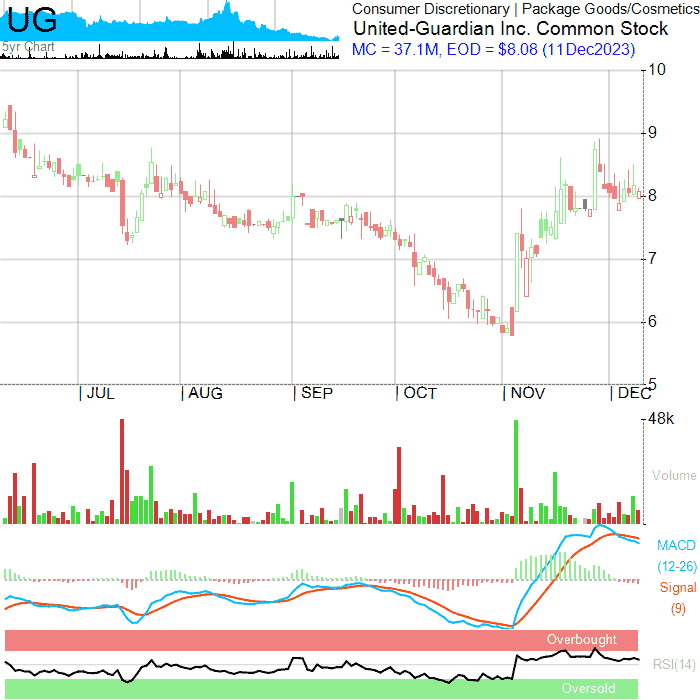 UG
5yr Chart
Consumer Discretionary | Package Goods/Cosmetics
United-Guardian Inc. Common Stock
MC = 37.1M, EOD = $8.08 (11Dec2023)
10
9
8
7
6
5
| JUL | AUG | SEP | OCT | NOV | DEC
48k
Volume
MACD
(12-26)
Signal
(9)
Overbought
RSI(14)
Oversold